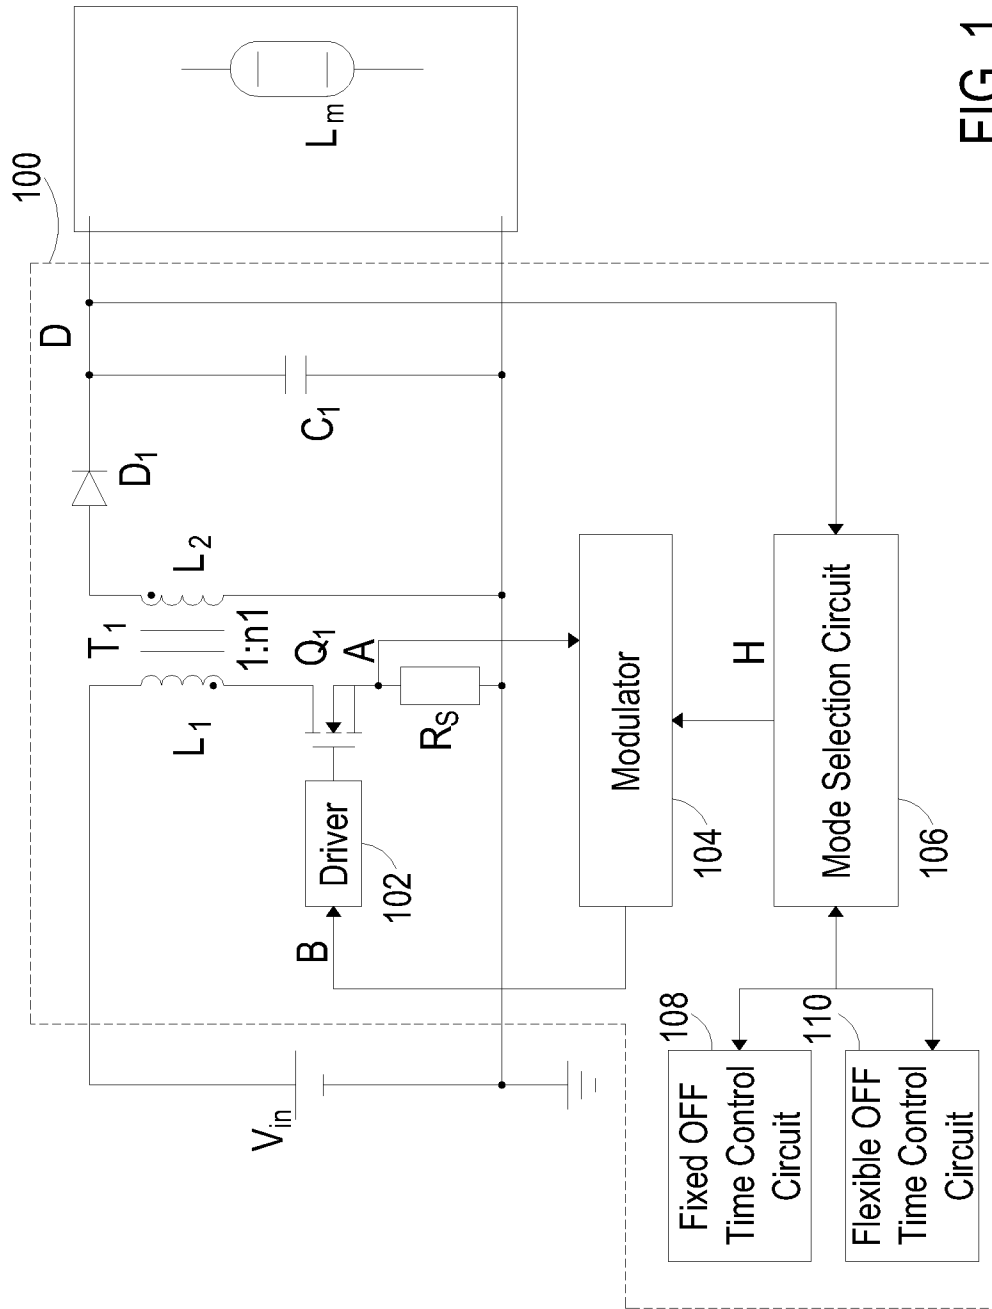 100
D
D1
C1
Lm
T1
L1
L2
1:n1
Q1
A
RS
Vin
Driver
102
B
Modulator
104
H
Mode Selection Circuit
106
108
Fixed OFF
Time Control
Circuit
110
Flexible OFF
Time Control
Circuit
FIG. 1